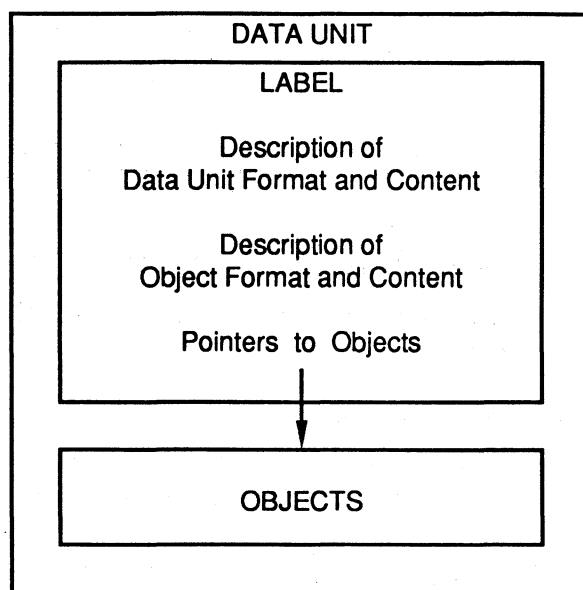 DATA UNIT
LABEL
Description of
Data Unit Format and Content
Description of
Object Format and Content
Pointers to Objects
OBJECTS